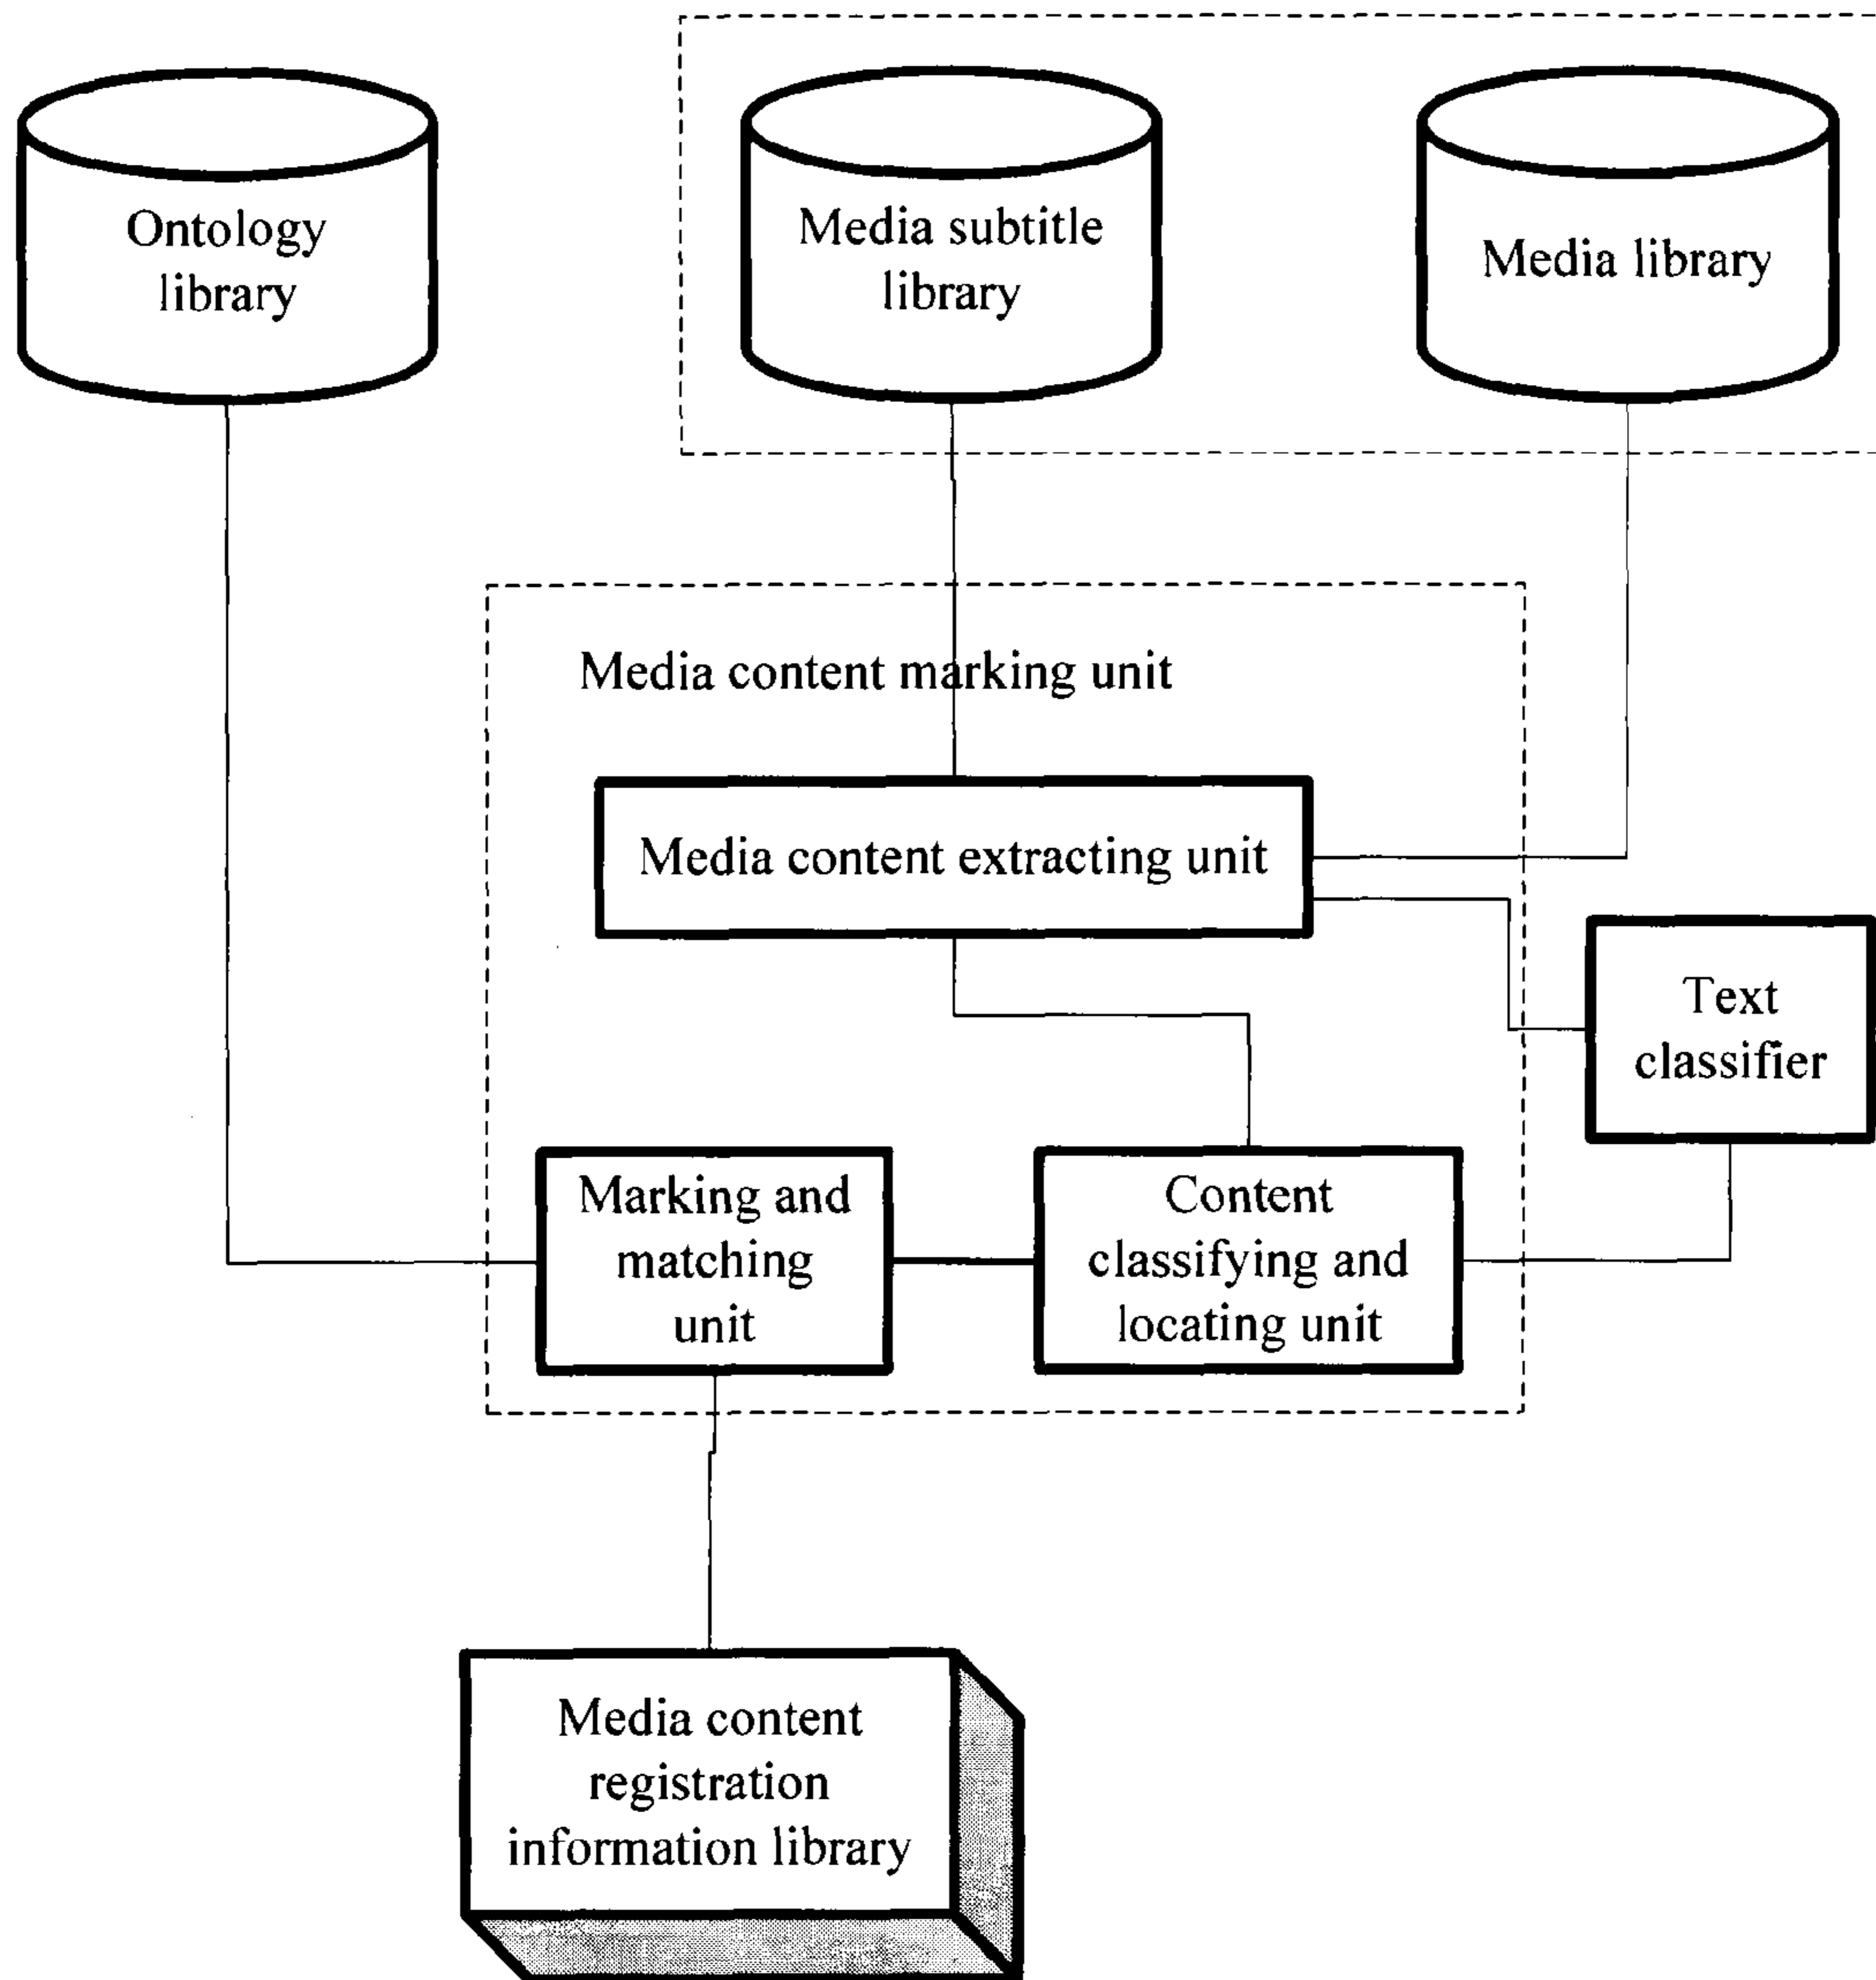 Ontology
library
Media subtitle
library
Media library
Media content marking unit
Media content extracting unit
Text
classifier
Marking and
matching
unit
Content
classifying and
locating unit
Media content
registration
information library